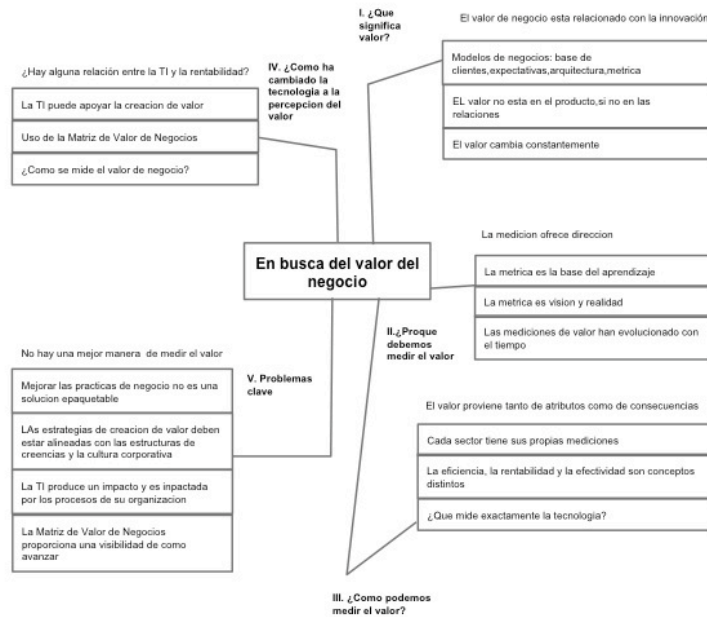 En busca del valor del
negocio
I. ¿Que
significa
valor?
El valor de negocio esta relacionado con la innovación
Modelos de negocios: base de
clientes,expectativas,arquitectura,metrica
EL valor no esta en el producto,si no en las
relaciones
El valor cambia constantemente
II.¿Proque
debemos
medir el valor
La medicion ofrece direccion
La metrica es la base del aprendizaje
La metrica es vision y realidad
Las mediciones de valor han evolucionado con
el tiempo
III. ¿Como podemos
medir el valor?
El valor proviene tanto de atributos como de consecuencias
Cada sector tiene sus propias mediciones
La eficiencia, la rentabilidad y la efectividad son conceptos
distintos
¿Que mide exactamente la tecnologia?
IV. ¿Como ha
cambiado la
tecnologia a la
percepcion del
valor
¿Hay alguna relación entre la TI y la rentabilidad?
La TI puede apoyar la creacion de valor
Uso de la Matriz de Valor de Negocios
¿Como se mide el valor de negocio?
V. Problemas
clave
No hay una mejor manera de medir el valor
Mejorar las practicas de negocio no es una
solucion epaquetable
LAs estrategias de creacion de valor deben
estar alineadas con las estructuras de
creencias y la cultura corporativa
La TI produce un impacto y es inpactada
por los procesos de su organizacion
La Matriz de Valor de Negocios
proporciona una visibilidad de como
avanzar